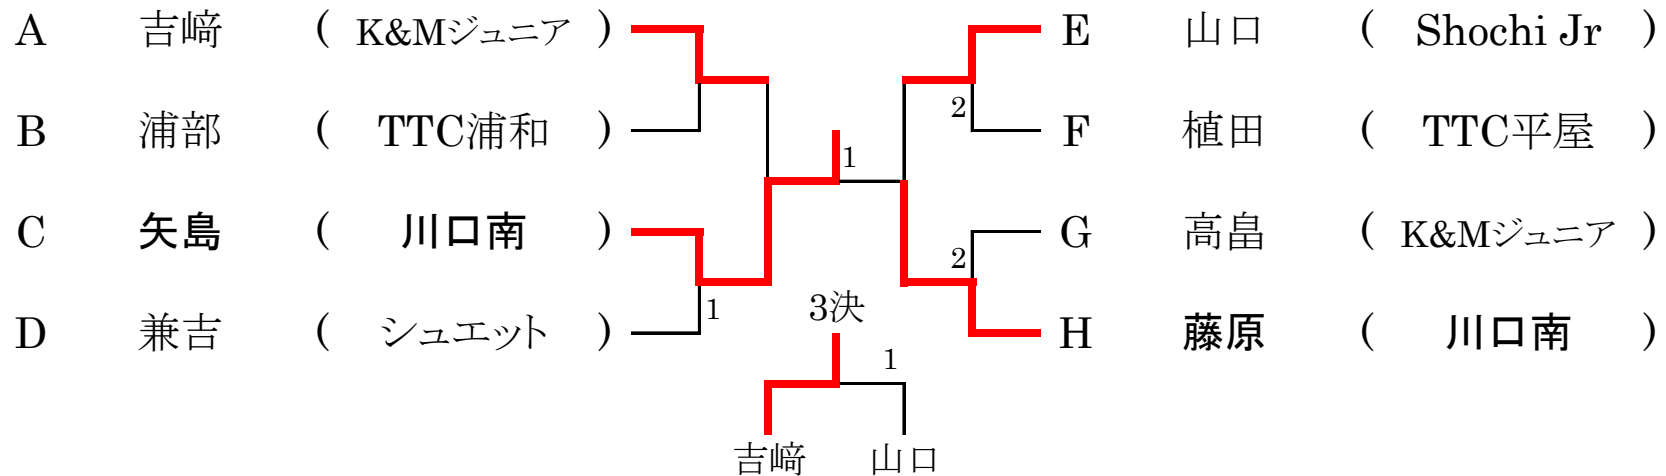 A 吉﨑 ( K&Mジュニア ) E 山口 ( Shochi Jr )
2
B 浦部 ( TTC浦和 ) F 植田 ( TTC平屋 )
1
C 矢島 ( 川口南 ) G 高畠 ( K&Mジュニア )
2
1 3決
D 兼吉 ( シュエット ) H 藤原 ( 川口南 )
1
吉﨑 山口